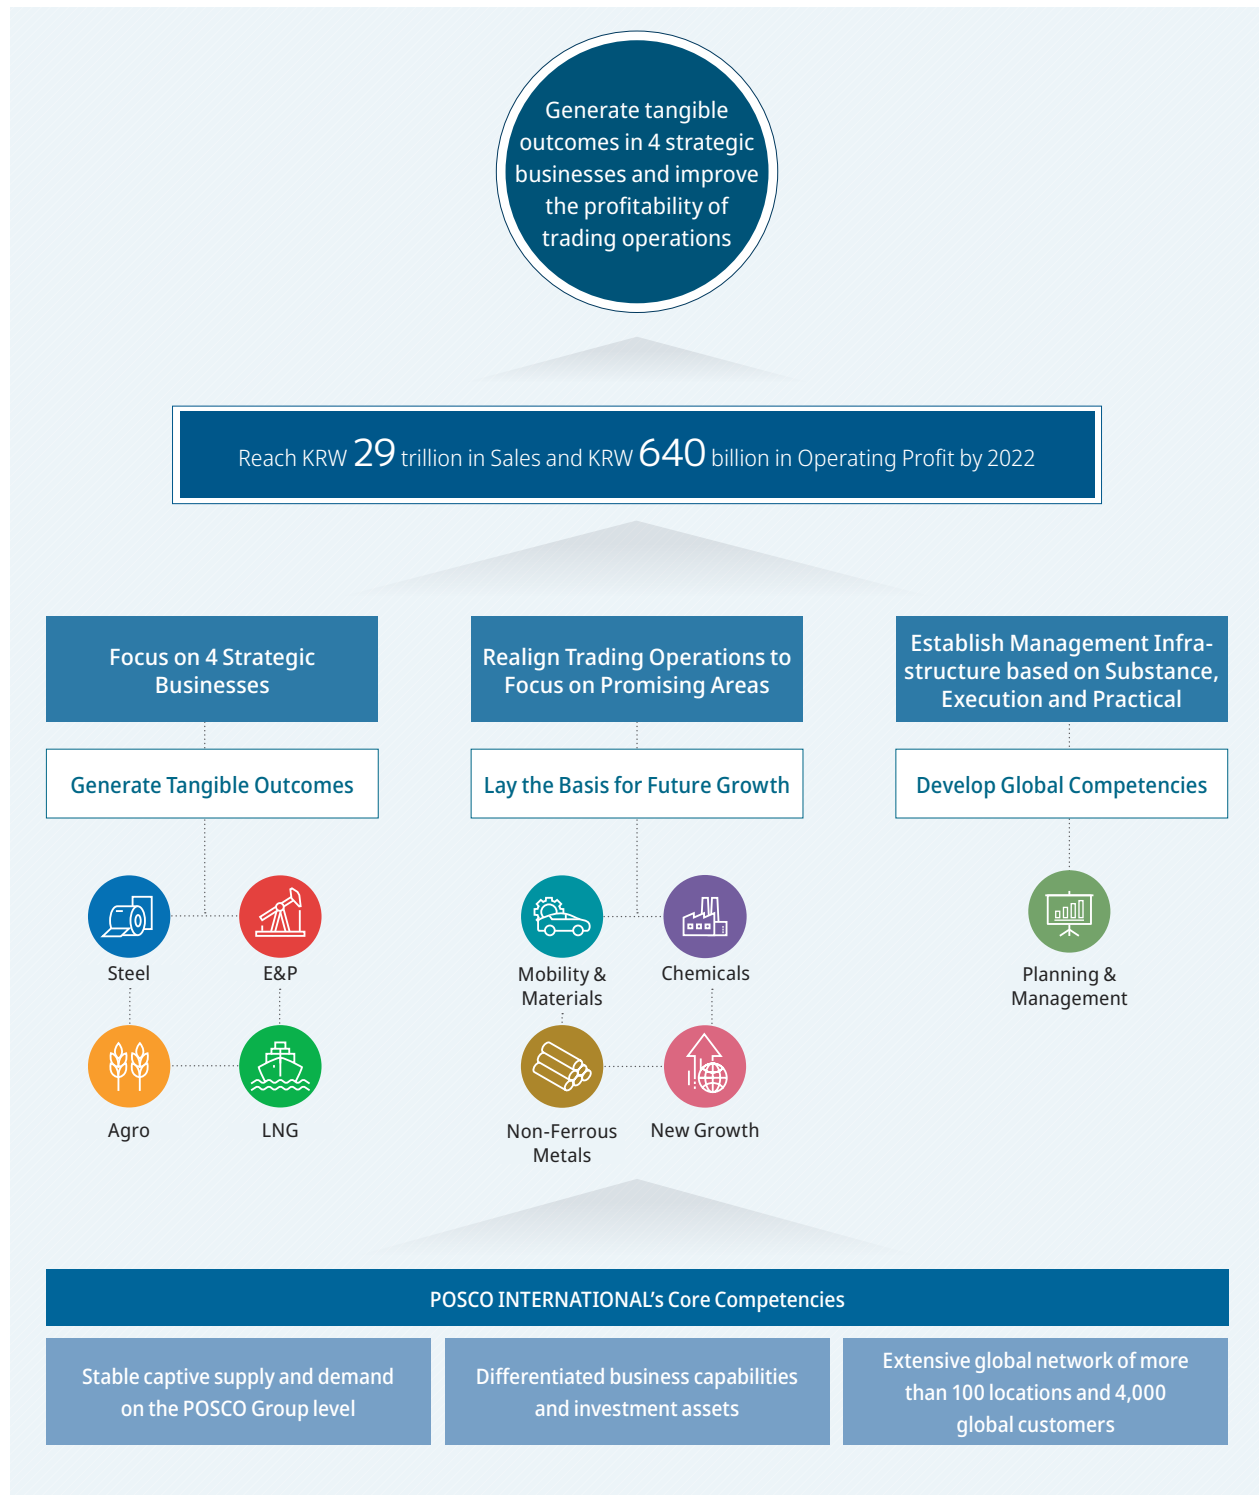 Generate tangible
outcomes in 4 strategic
businesses and improve
the profitability of
trading operations
Reach KRW 29 trillion in Sales and KRW 640 billion in Operating Profit by 2022
Focus on 4 Strategic
Businesses
Generate Tangible Outcomes
Steel
E&P
Agro
LNG
Realign Trading Operations to
Focus on Promising Areas
Lay the Basis for Future Growth
Mobility &
Materials
Chemicals
Non-Ferrous
Metals
New Growth
Establish Management Infra-
structure based on Substance,
Execution and Practical
Develop Global Competencies
Planning &
Management
POSCO INTERNATIONAL's Core Competencies
Stable captive supply and demand
on the POSCO Group level
Differentiated business capabilities
and investment assets
Extensive global network of more
than 100 locations and 4,000
global customers